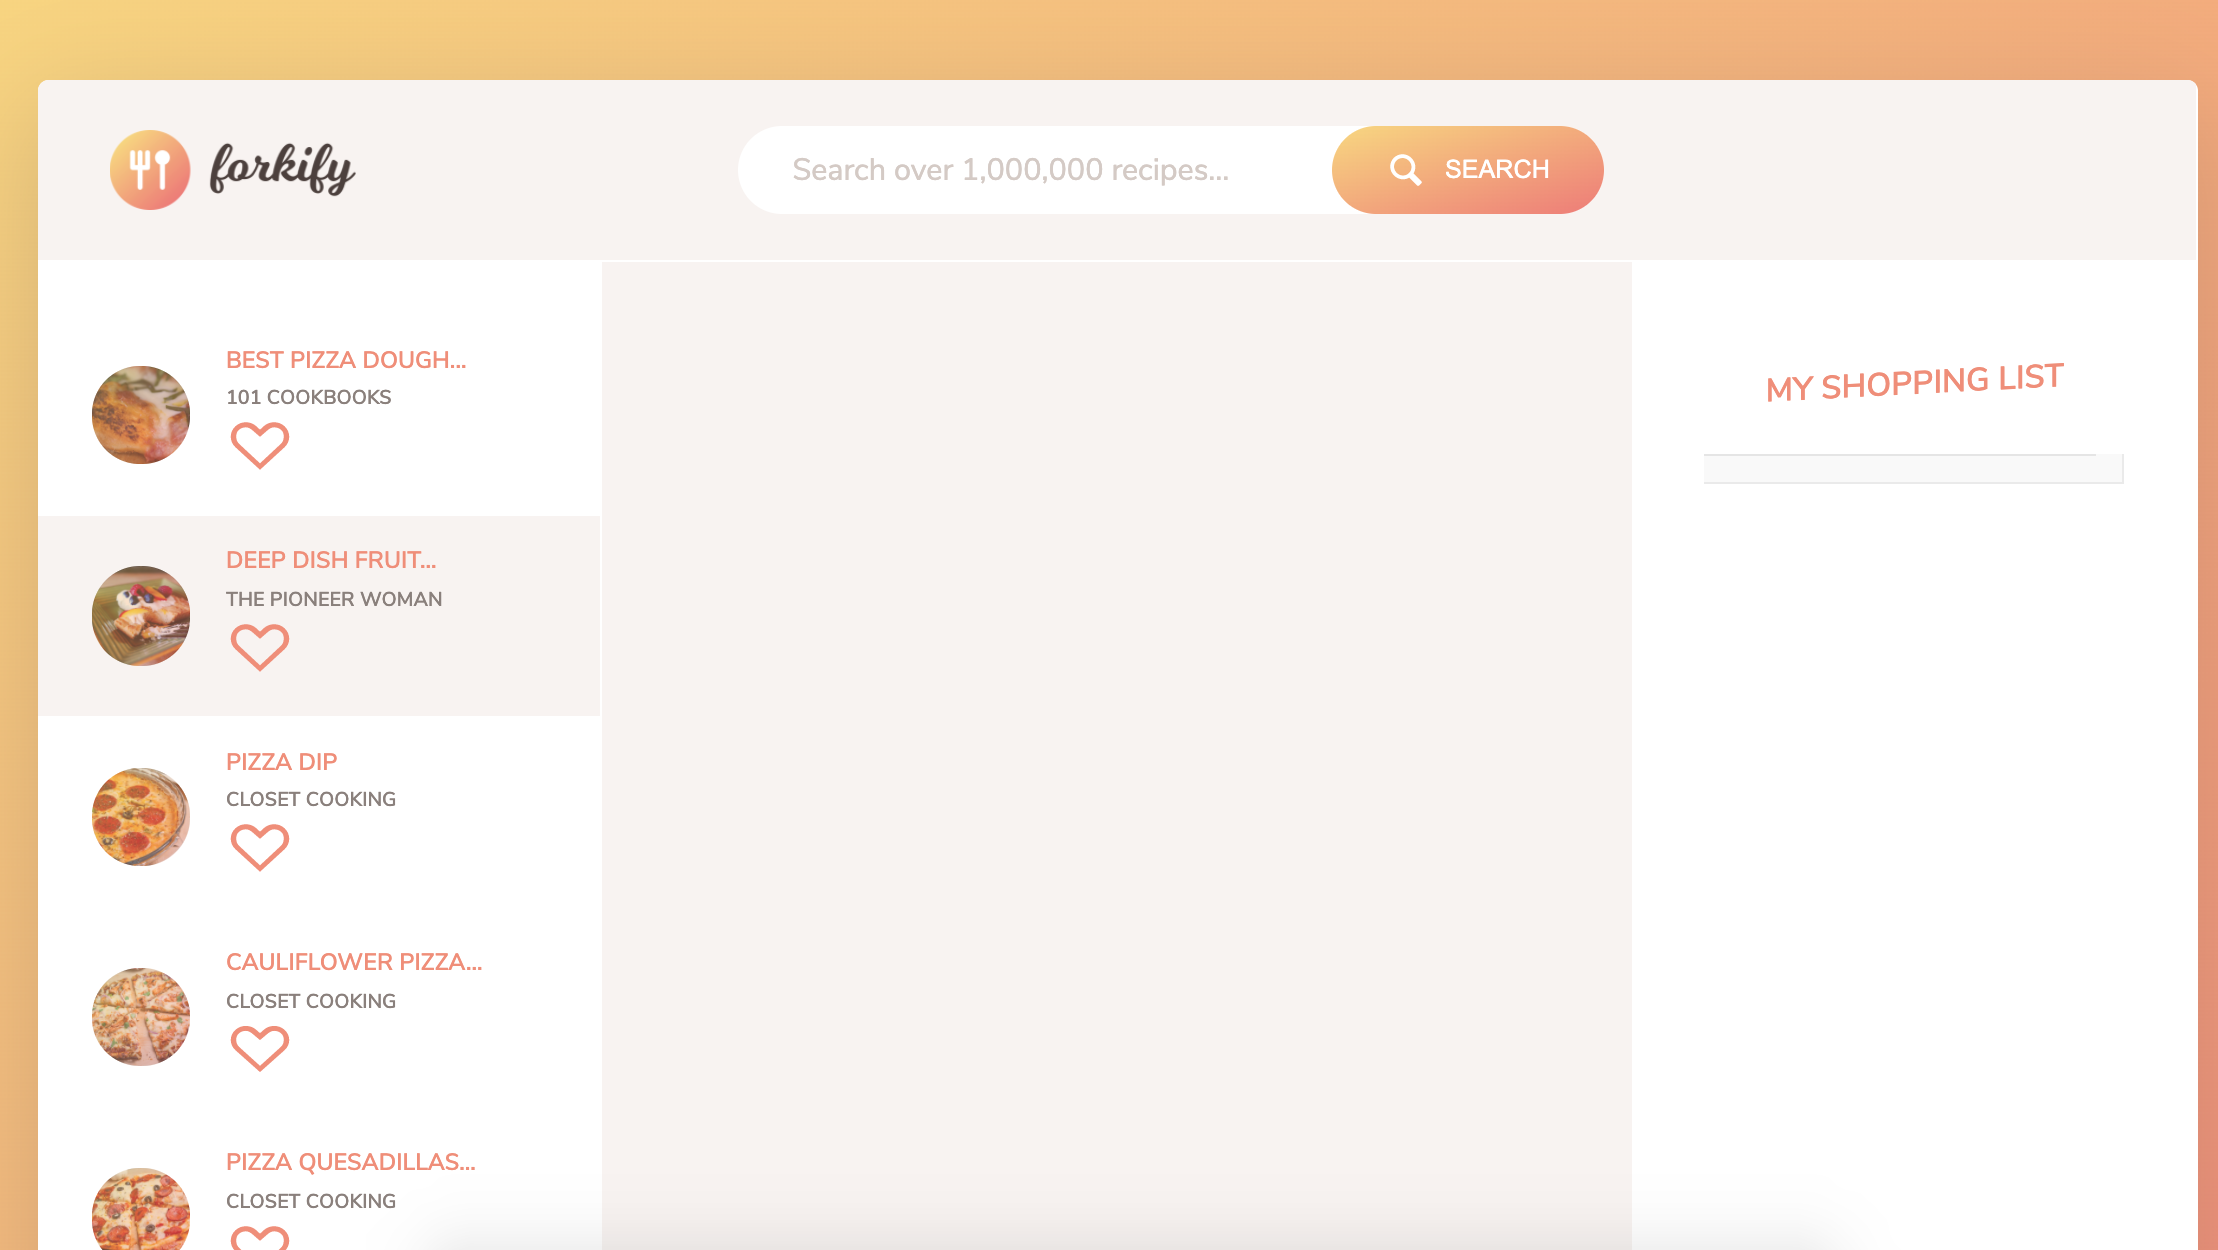 forkify
Search over 1,000,000 recipes...
SEARCH
BEST PIZZA DOUGH...
101 COOKBOOKS
DEEP DISH FRUIT...
THE PIONEER WOMAN
PIZZA DIP
CLOSET COOKING
CAULIFLOWER PIZZA...
CLOSET COOKING
PIZZA QUESADILLAS...
CLOSET COOKING
MY SHOPPING LIST